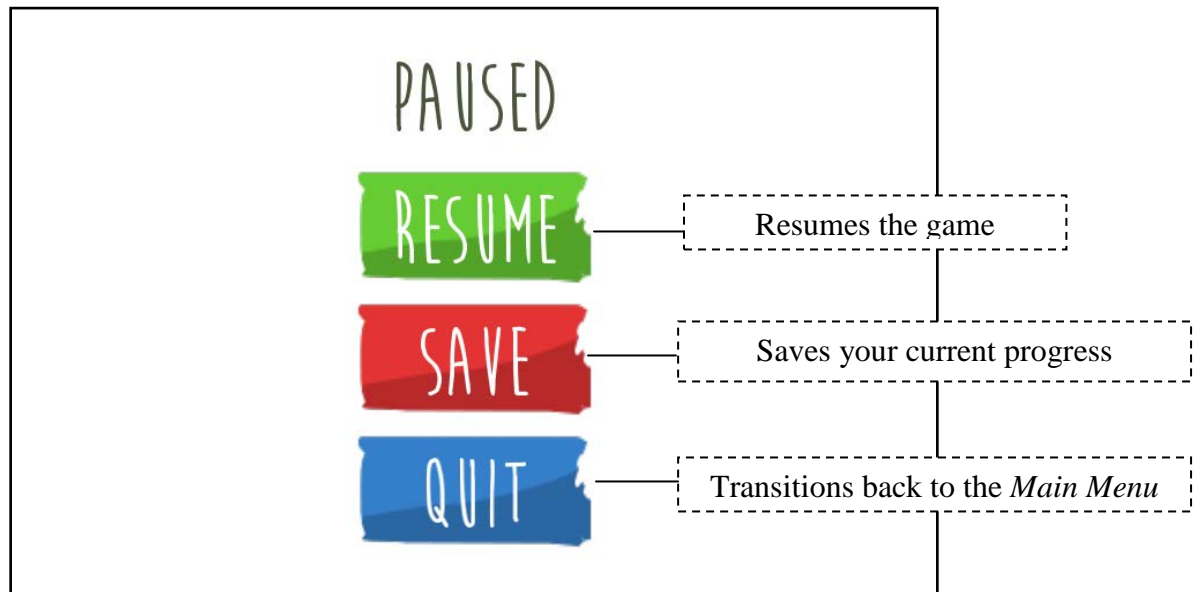 PAUSED
RESUME
Resumes the game
SAVE
Saves your current progress
QUIT
Transitions back to the Main Menu